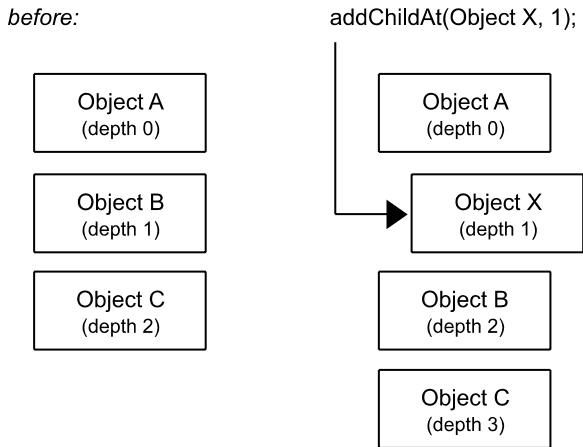 before:
Object A
(depth 0)
Object B
(depth 1)
Object C
(depth 2)
addChildAt(Object X, 1);
Object A
(depth 0)
Object X
(depth 1)
Object B
(depth 2)
Object C
(depth 3)